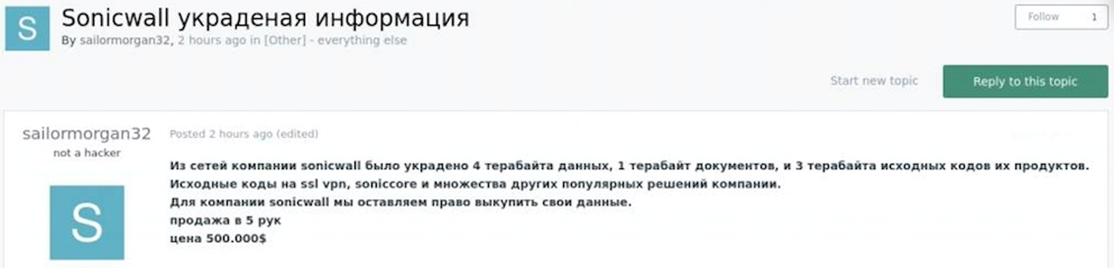 S
Sonicwall украденая информация
By sailormorgan32, 2 hours ago in [Other] - everything else
Follow 1
Start new topic
Reply to this topic
sailormorgan32
not a hacker
S
Posted 2 hours ago (edited)
Из сетей компании sonicwall было украдено 4 терабайта данных, 1 терабайт документов, и 3 терабайта исходных кодов их продуктов.
Исходные коды на ssl vpn, soniccore и множества других популярных решений компании.
Для компании sonicwall мы оставляем право выкупить свои данные.
продажа в 5 рук
цена 500.000$